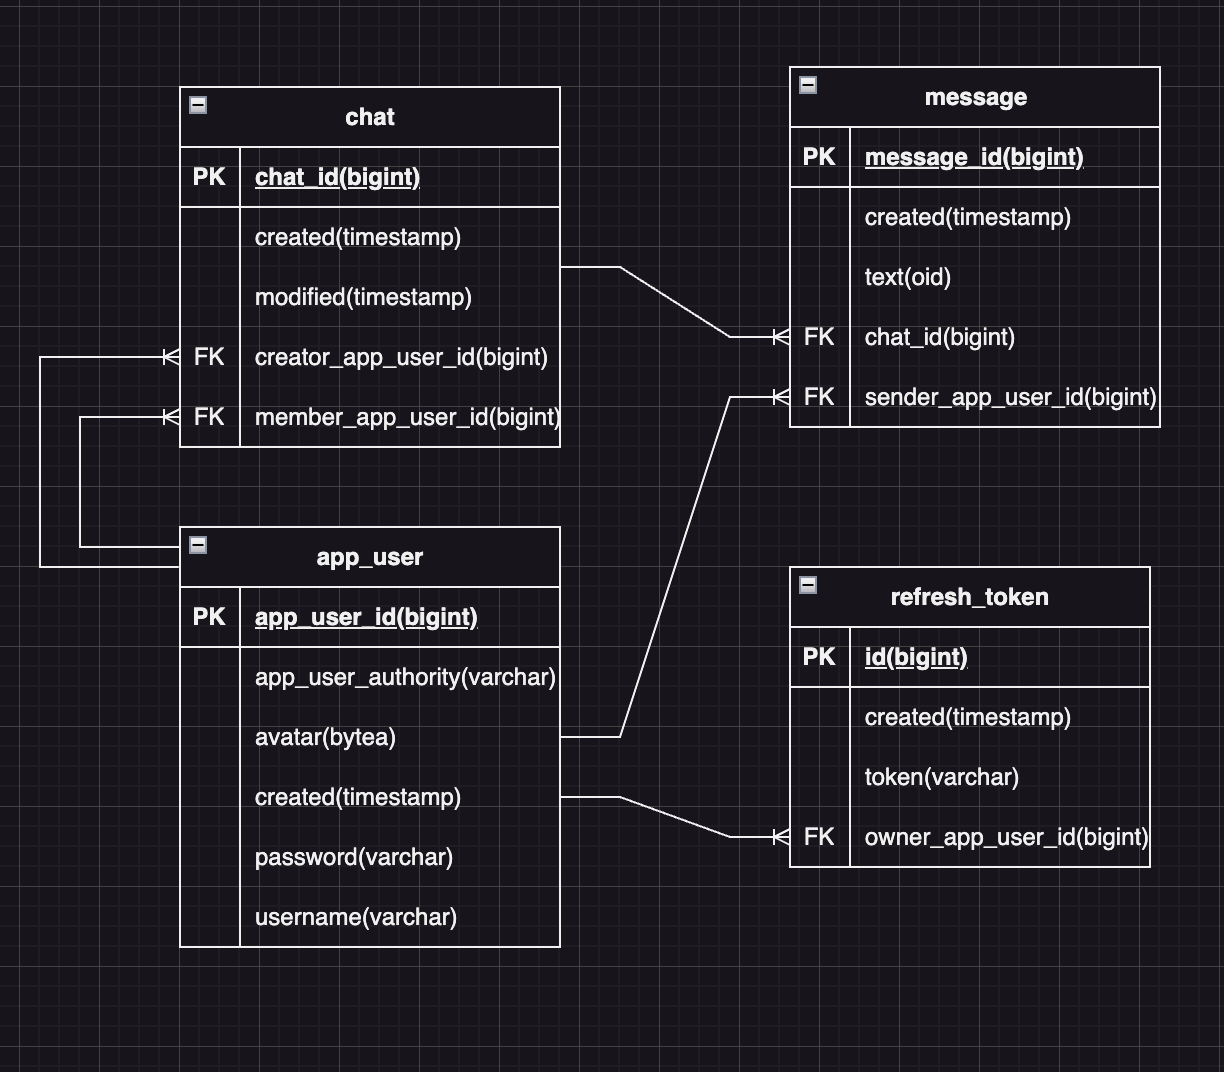 chat
PK chat_id(bigint)
created(timestamp)
modified(timestamp)
FK creator_app_user_id(bigint)
FK member_app_user_id(bigint)
message
PK message_id(bigint)
created(timestamp)
text(oid)
FK chat_id(bigint)
FK sender_app_user_id(bigint)
app_user
PK app_user_id(bigint)
app_user_authority(varchar)
avatar(bytea)
created(timestamp)
password(varchar)
username(varchar)
refresh_token
PK id(bigint)
created(timestamp)
token(varchar)
FK owner_app_user_id(bigint)